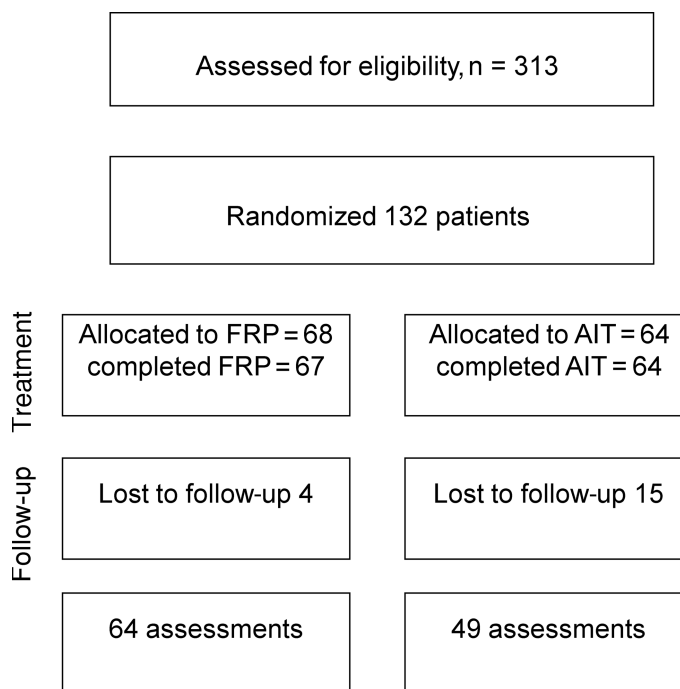 Assessed for eligibility, n = 313
Randomized 132 patients
Treatment
Allocated to FRP = 68
completed FRP = 67
Allocated to AIT = 64
completed AIT = 64
Follow-up
Lost to follow-up 4
Lost to follow-up 15
64 assessments
49 assessments